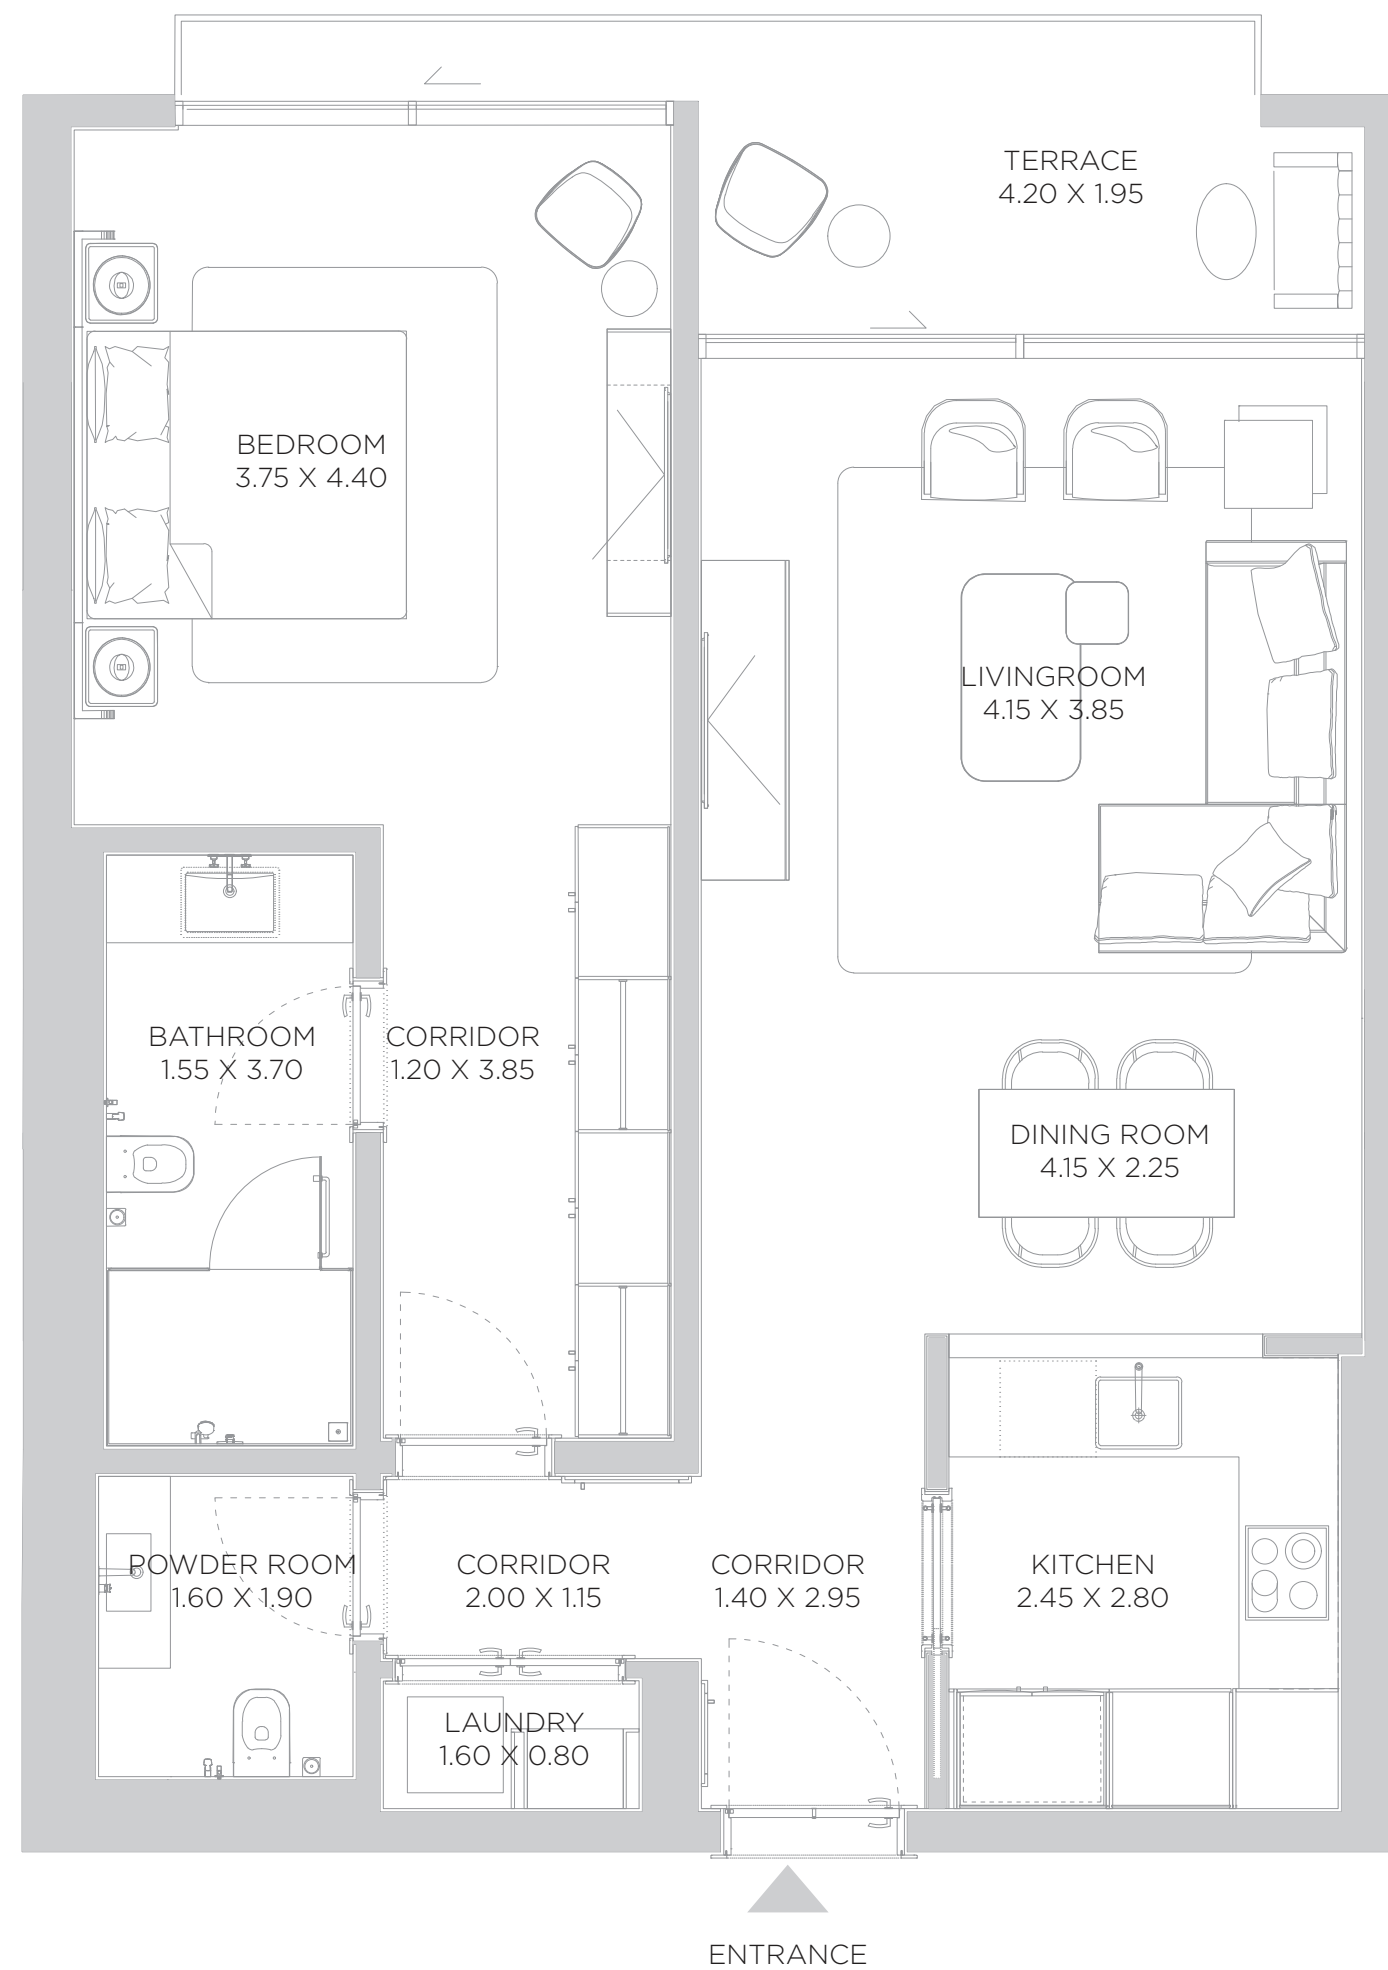 TERRACE
4.20 X 1.95
BEDROOM
3.75 X 4.40
LIVINGROOM
4.15 X 3.85
BATHROOM
1.55 X 3.70
CORRIDOR
1.20 X 3.85
DINING ROOM
4.15 X 2.25
POWDER ROOM
1.60 X 1.90
CORRIDOR
2.00 X 1.15
CORRIDOR
1.40 X 2.95
KITCHEN
2.45 X 2.80
LAUNDRY
1.60 X 0.80
ENTRANCE